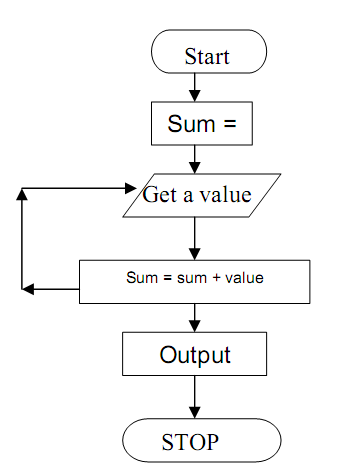 Start
Sum =
Get a value
Sum = sum + value
Output
STOP